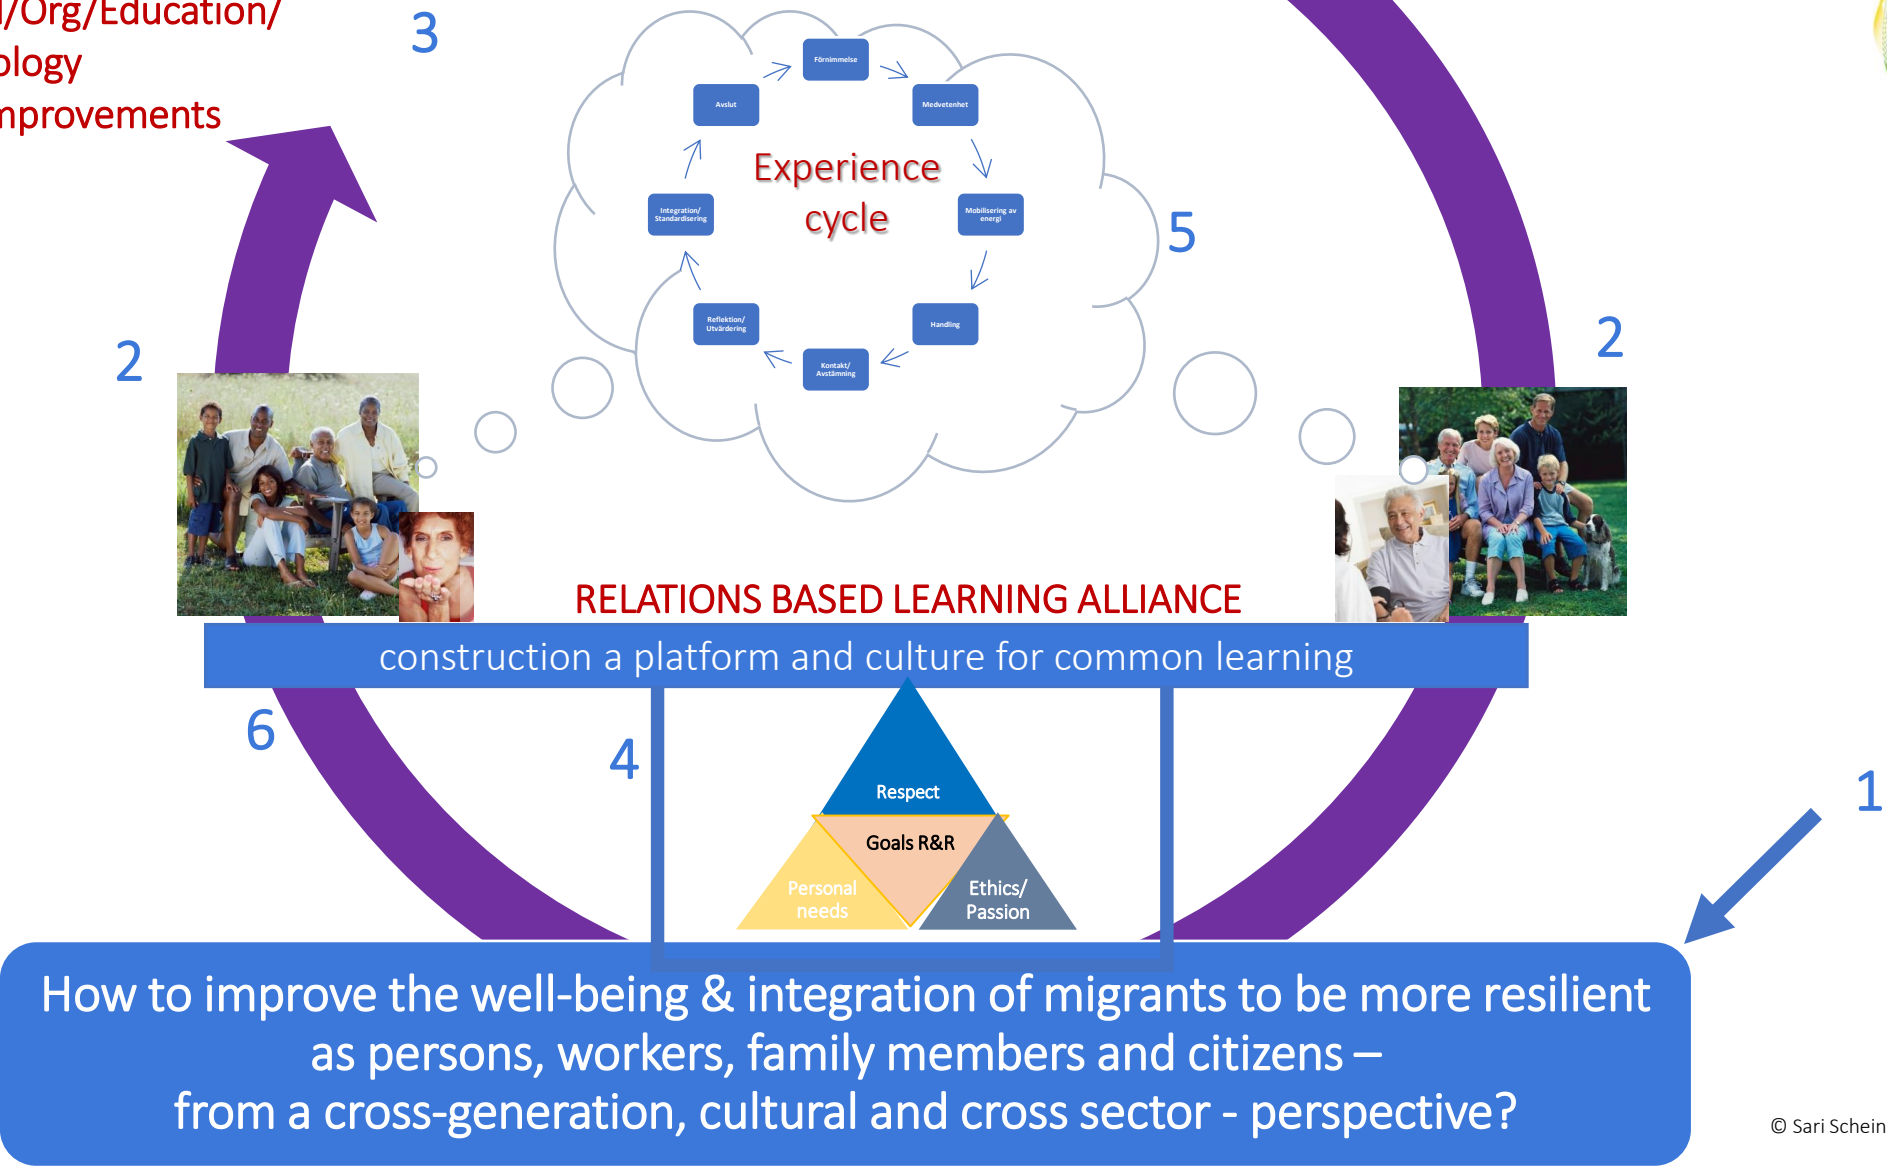 /Org/Education/
ology
mprovements
3
Förnimmelse
Avslut
Medvetenhet
Experience
cycle
Integration/
Standardisering
Mobilisering av
energi
5
Reflektion/
Utvärdering
Handling
Kontakt/
Avstämning
2
2
RELATIONS BASED LEARNING ALLIANCE
construction a platform and culture for common learning
6
4
Respect
Goals R&R
Personal
needs
Ethics/
Passion
1
How to improve the well-being & integration of migrants to be more resilient
as persons, workers, family members and citizens –
from a cross-generation, cultural and cross sector - perspective?
© Sari Schein